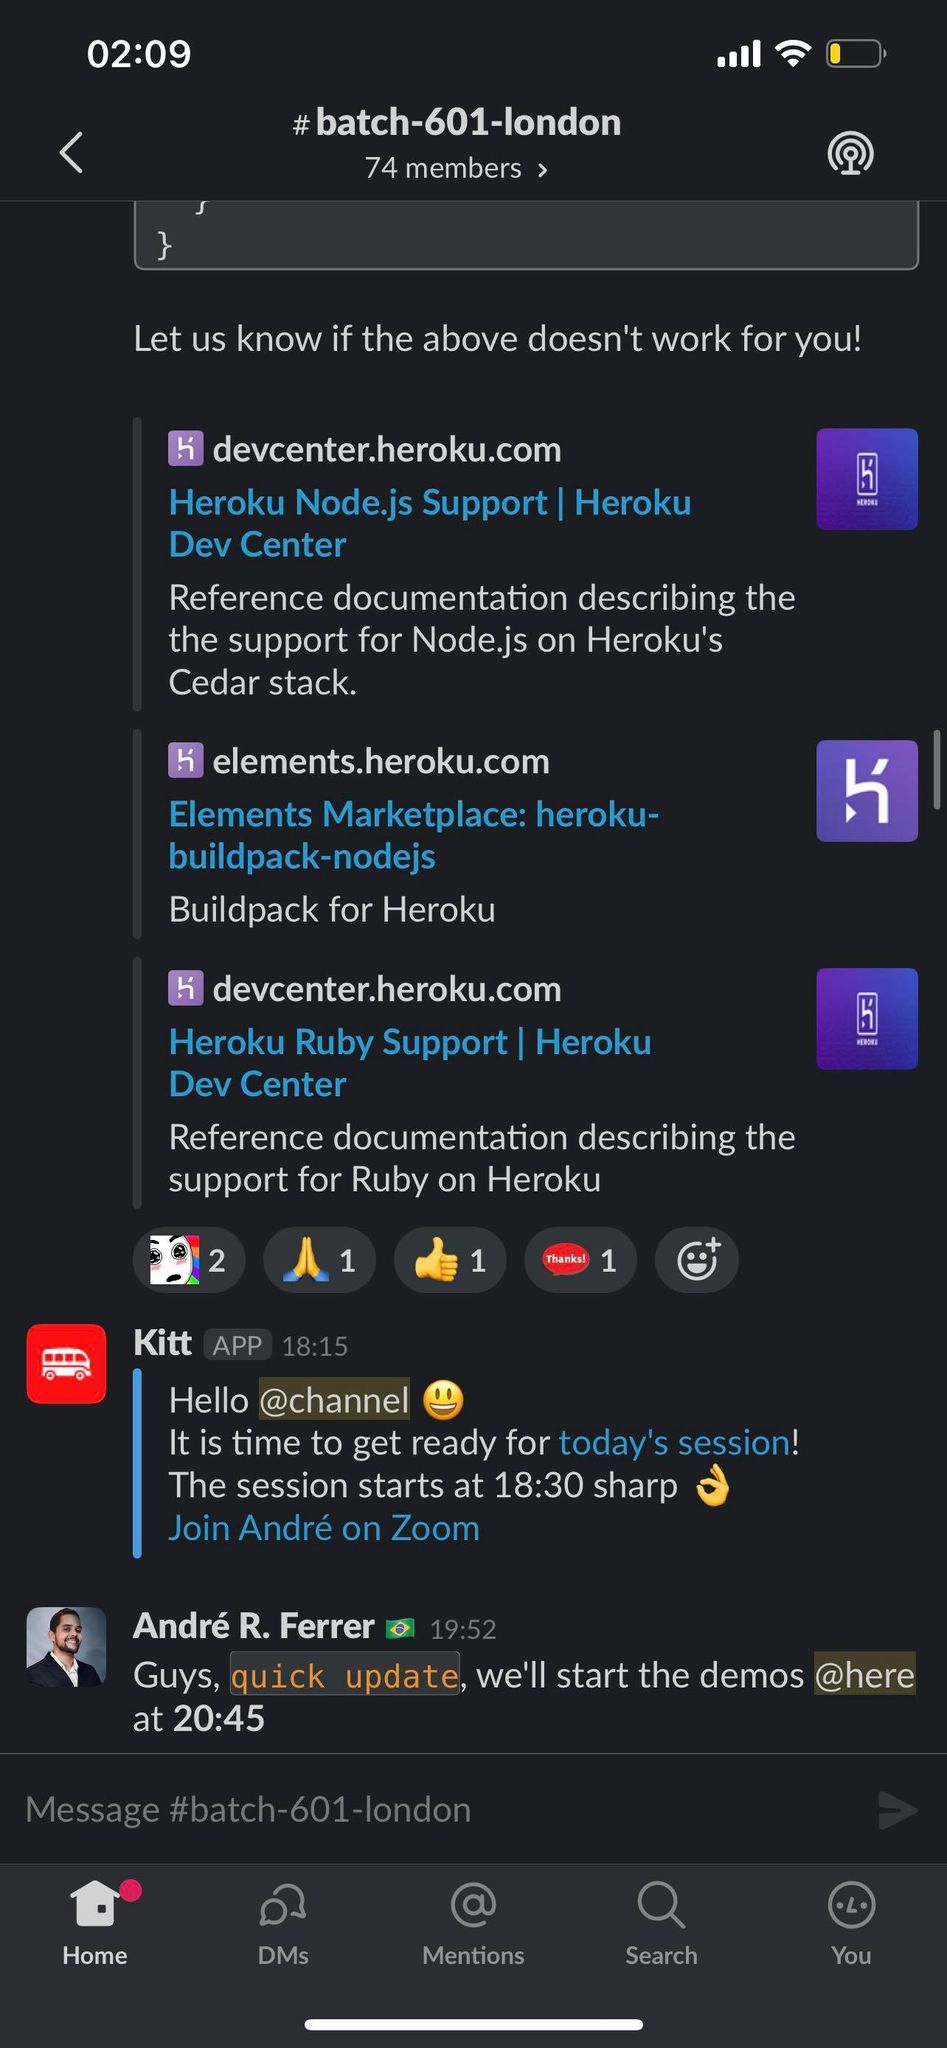 02:09
#batch-601-london
74 members >
}
}
Let us know if the above doesn't work for you!
devcenter.heroku.com
Heroku Node.js Support | Heroku
Dev Center
HEROKU
Reference documentation describing the
the support for Node.js on Heroku's
Cedar stack.
elements.heroku.com
Elements Marketplace: heroku-
buildpack-nodejs
Buildpack for Heroku
devcenter.heroku.com
Heroku Ruby Support | Heroku
Dev Center
HEROKU
Reference documentation describing the
support for Ruby on Heroku
2 🙏 1 👍 1 Thanks! 1
Kitt APP 18:15
Hello @channel 😃
It is time to get ready for today's session!
The session starts at 18:30 sharp 👌
Join André on Zoom
André R. Ferrer 🇧🇷 19:52
Guys, quick update, we'll start the demos @here
at 20:45
Message #batch-601-london
Home DMs Mentions Search You